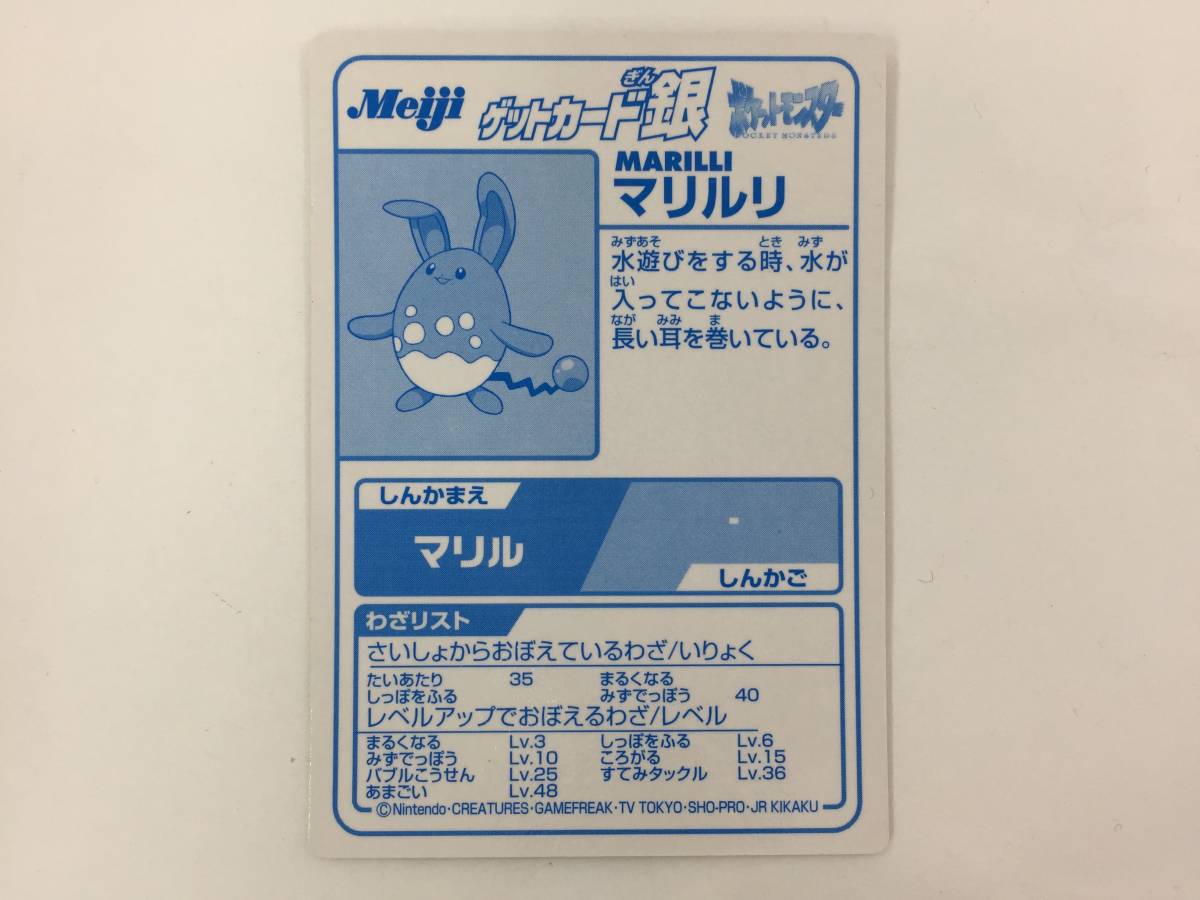 Meiji
ゲットカード銀
ぎん
ポケットモンスター
POCKET MONSTERS
MARILLI
マリルリ
みずあそ とき みず
水遊びをする時、水が
はい
入ってこないように、
なが みみ ま
長い耳を巻いている。
しんかまえ
マリル
-
しんかご
わざリスト
さいしょからおぼえているわざ/いりょく
たいあたり 35 まるくなる
しっぽをふる みずでっぽう 40
レベルアップでおぼえるわざ/レベル
まるくなる Lv.3 しっぽをふる Lv.6
みずでっぽう Lv.10 ころがる Lv.15
バブルこうせん Lv.25 すてみタックル Lv.36
あまごい Lv.48
©Nintendo・CREATURES・GAMEFREAK・TV TOKYO・SHO-PRO・JR KIKAKU